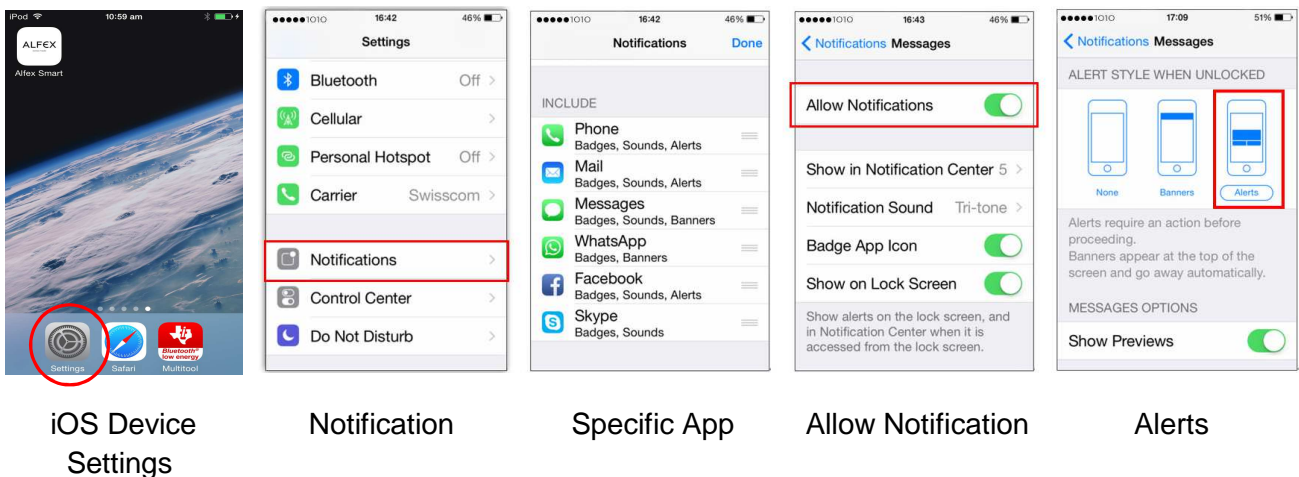 iPod 10:59 am
ALFEX
Alfex Smart
Settings
Safari
Bluetooth®
low energy
Multitool
1010 16:42 46%
Settings
Bluetooth Off
Cellular
Personal Hotspot Off
Carrier Swisscom
Notifications
Control Center
Do Not Disturb
1010 16:42 46%
Notifications Done
INCLUDE
Phone
Badges, Sounds, Alerts
Mail
Badges, Sounds, Alerts
Messages
Badges, Sounds, Banners
WhatsApp
Badges, Banners
Facebook
Badges, Sounds, Alerts
Skype
Badges, Sounds
1010 16:43 46%
Notifications Messages
Allow Notifications
Show in Notification Center 5
Notification Sound Tri-tone
Badge App Icon
Show on Lock Screen
Show alerts on the lock screen, and
in Notification Center when it is
accessed from the lock screen.
1010 17:09 51%
Notifications Messages
ALERT STYLE WHEN UNLOCKED
None Banners Alerts
Alerts require an action before
proceeding.
Banners appear at the top of the
screen and go away automatically.
MESSAGES OPTIONS
Show Previews
iOS Device
Settings
Notification
Specific App
Allow Notification
Alerts